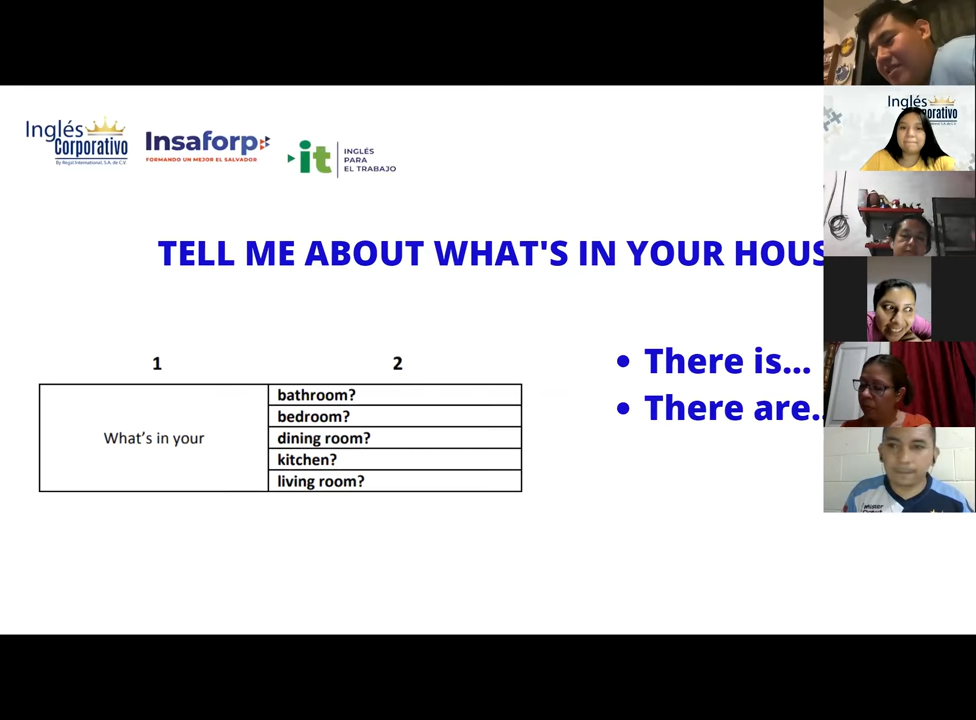 Inglés
Corporativo
By Regal International, S.A. de C.V.
Insaforp
FORMANDO UN MEJOR EL SALVADOR
it
INGLÉS
PARA
EL TRABAJO
TELL ME ABOUT WHAT'S IN YOUR HOUS
1 2
What's in your
bathroom?
bedroom?
dining room?
kitchen?
living room?
• There is...
• There are..
Inglés